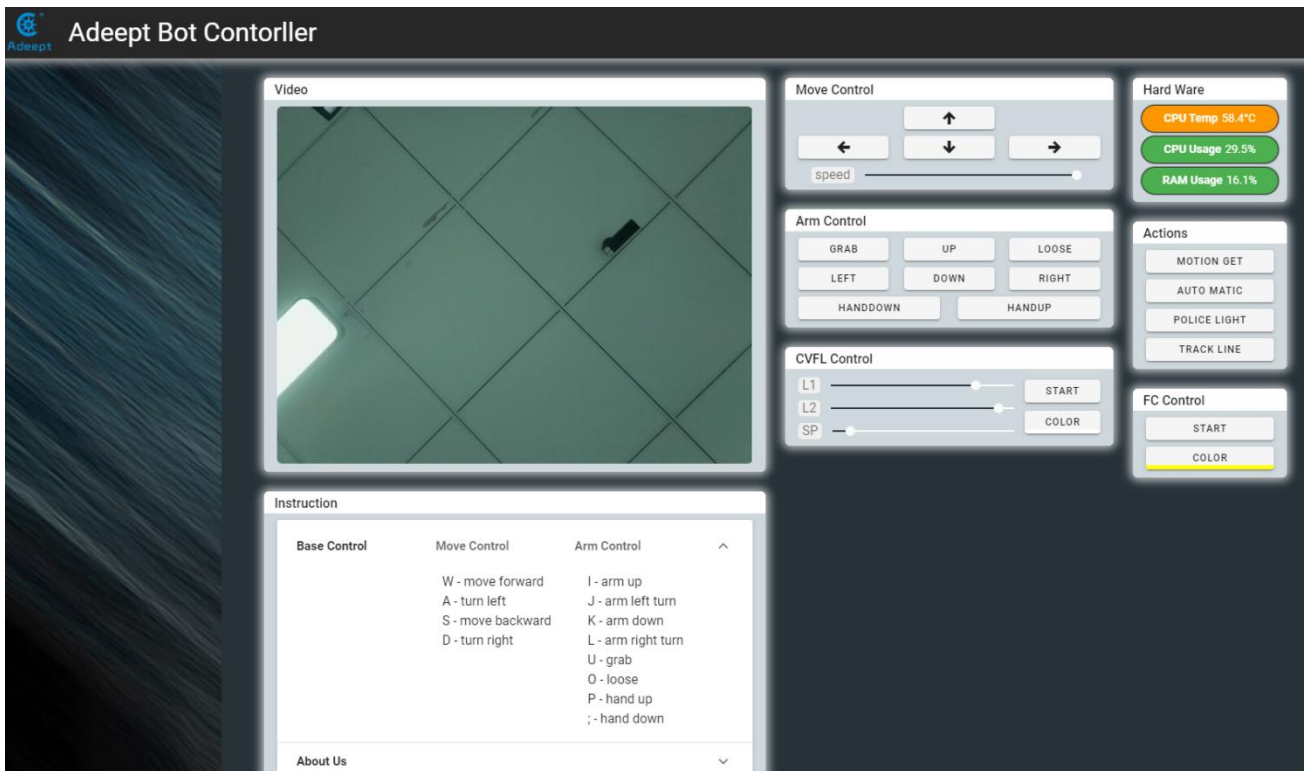 Adeept
Adeept Bot Contorller
Video
Move Control
speed
Arm Control
GRAB UP LOOSE
LEFT DOWN RIGHT
HANDDOWN HANDUP
CVFL Control
L1 START
L2
SP COLOR
Hard Ware
CPU Temp 58.4°C
CPU Usage 29.5%
RAM Usage 16.1%
Actions
MOTION GET
AUTO MATIC
POLICE LIGHT
TRACK LINE
FC Control
START
COLOR
Instruction
Base Control Move Control Arm Control
W - move forward I - arm up
A - turn left J - arm left turn
S - move backward K - arm down
D - turn right L - arm right turn
U - grab
O - loose
P - hand up
; - hand down
About Us